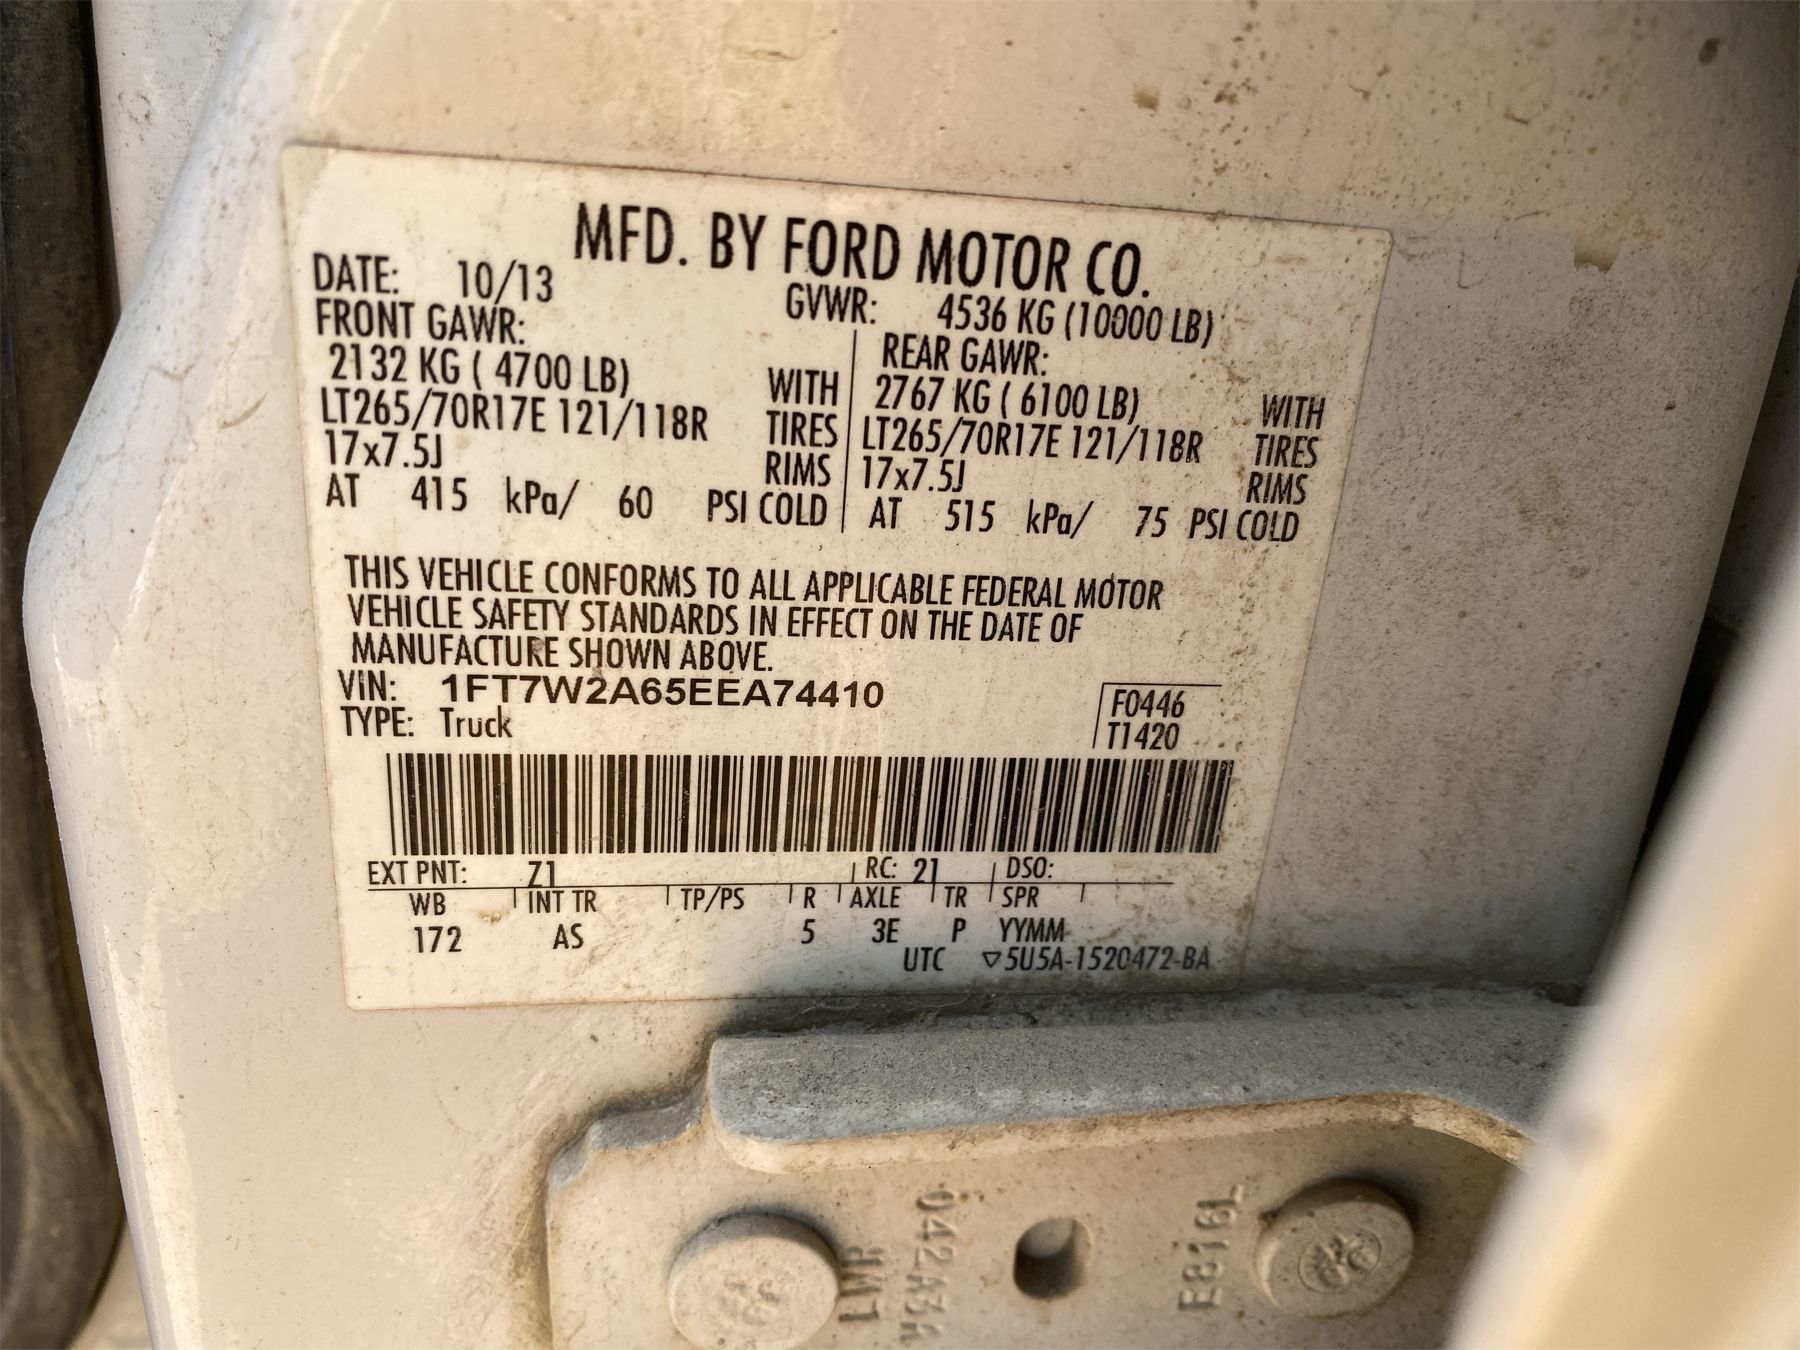 MFD. BY FORD MOTOR CO.
DATE: 10/13 GVWR: 4536 KG (10000 LB)
FRONT GAWR: REAR GAWR:
2132 KG ( 4700 LB) WITH 2767 KG ( 6100 LB) WITH
LT265/70R17E 121/118R TIRES LT265/70R17E 121/118R TIRES
17x7.5J RIMS 17x7.5J RIMS
AT 415 kPa/ 60 PSI COLD AT 515 kPa/ 75 PSI COLD
THIS VEHICLE CONFORMS TO ALL APPLICABLE FEDERAL MOTOR
VEHICLE SAFETY STANDARDS IN EFFECT ON THE DATE OF
MANUFACTURE SHOWN ABOVE.
VIN: 1FT7W2A65EEA74410 F0446
TYPE: Truck T1420
EXT PNT: Z1 RC: 21 DSO:
WB INT TR TP/PS R AXLE TR SPR
172 AS 5 3E P YYMM
UTC ▽5U5A-1520472-BA
LWR